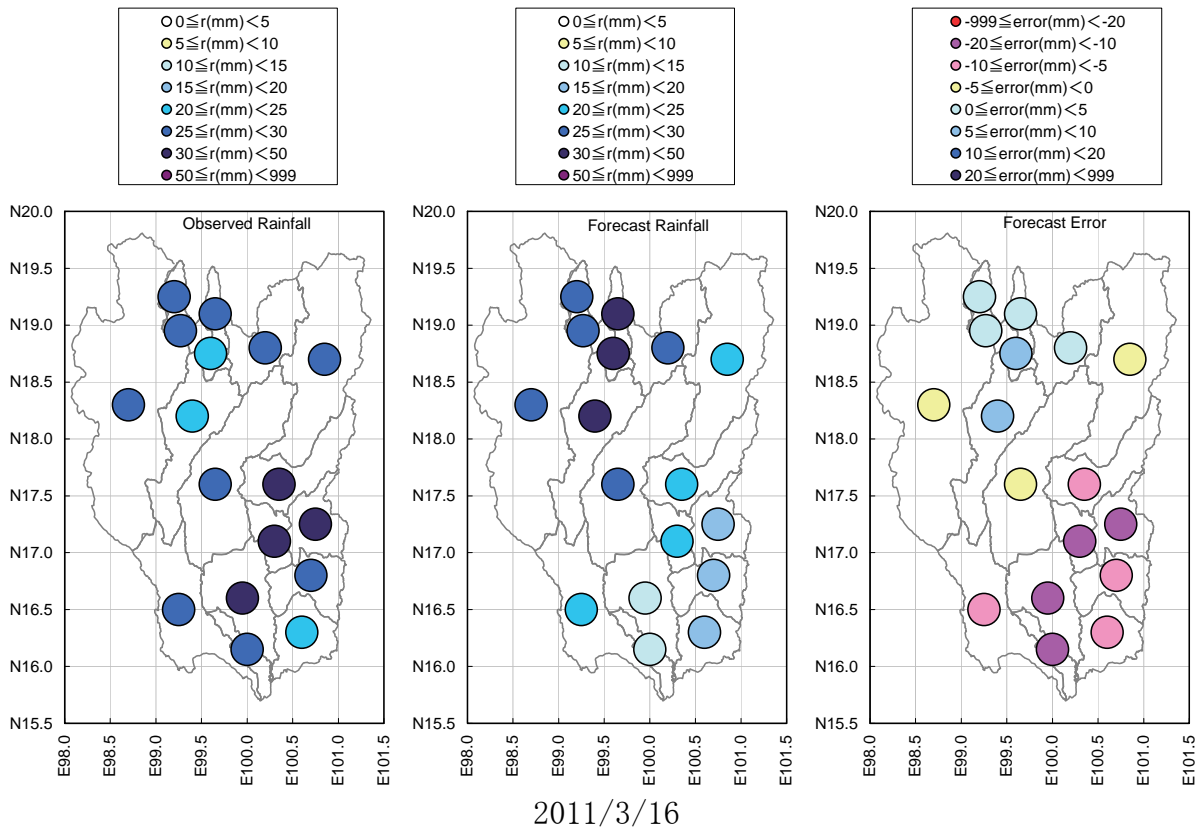 0≦r(mm)<5
5≦r(mm)<10
10≦r(mm)<15
15≦r(mm)<20
20≦r(mm)<25
25≦r(mm)<30
30≦r(mm)<50
50≦r(mm)<999
0≦r(mm)<5
5≦r(mm)<10
10≦r(mm)<15
15≦r(mm)<20
20≦r(mm)<25
25≦r(mm)<30
30≦r(mm)<50
50≦r(mm)<999
-999≦error(mm)<-20
-20≦error(mm)<-10
-10≦error(mm)<-5
-5≦error(mm)<0
0≦error(mm)<5
5≦error(mm)<10
10≦error(mm)<20
20≦error(mm)<999
Observed Rainfall
N20.0
N19.5
N19.0
N18.5
N18.0
N17.5
N17.0
N16.5
N16.0
N15.5
E98.0
E98.5
E99.0
E99.5
E100.0
E100.5
E101.0
E101.5
Forecast Rainfall
N20.0
N19.5
N19.0
N18.5
N18.0
N17.5
N17.0
N16.5
N16.0
N15.5
E98.0
E98.5
E99.0
E99.5
E100.0
E100.5
E101.0
E101.5
Forecast Error
N20.0
N19.5
N19.0
N18.5
N18.0
N17.5
N17.0
N16.5
N16.0
N15.5
E98.0
E98.5
E99.0
E99.5
E100.0
E100.5
E101.0
E101.5
2011/3/16